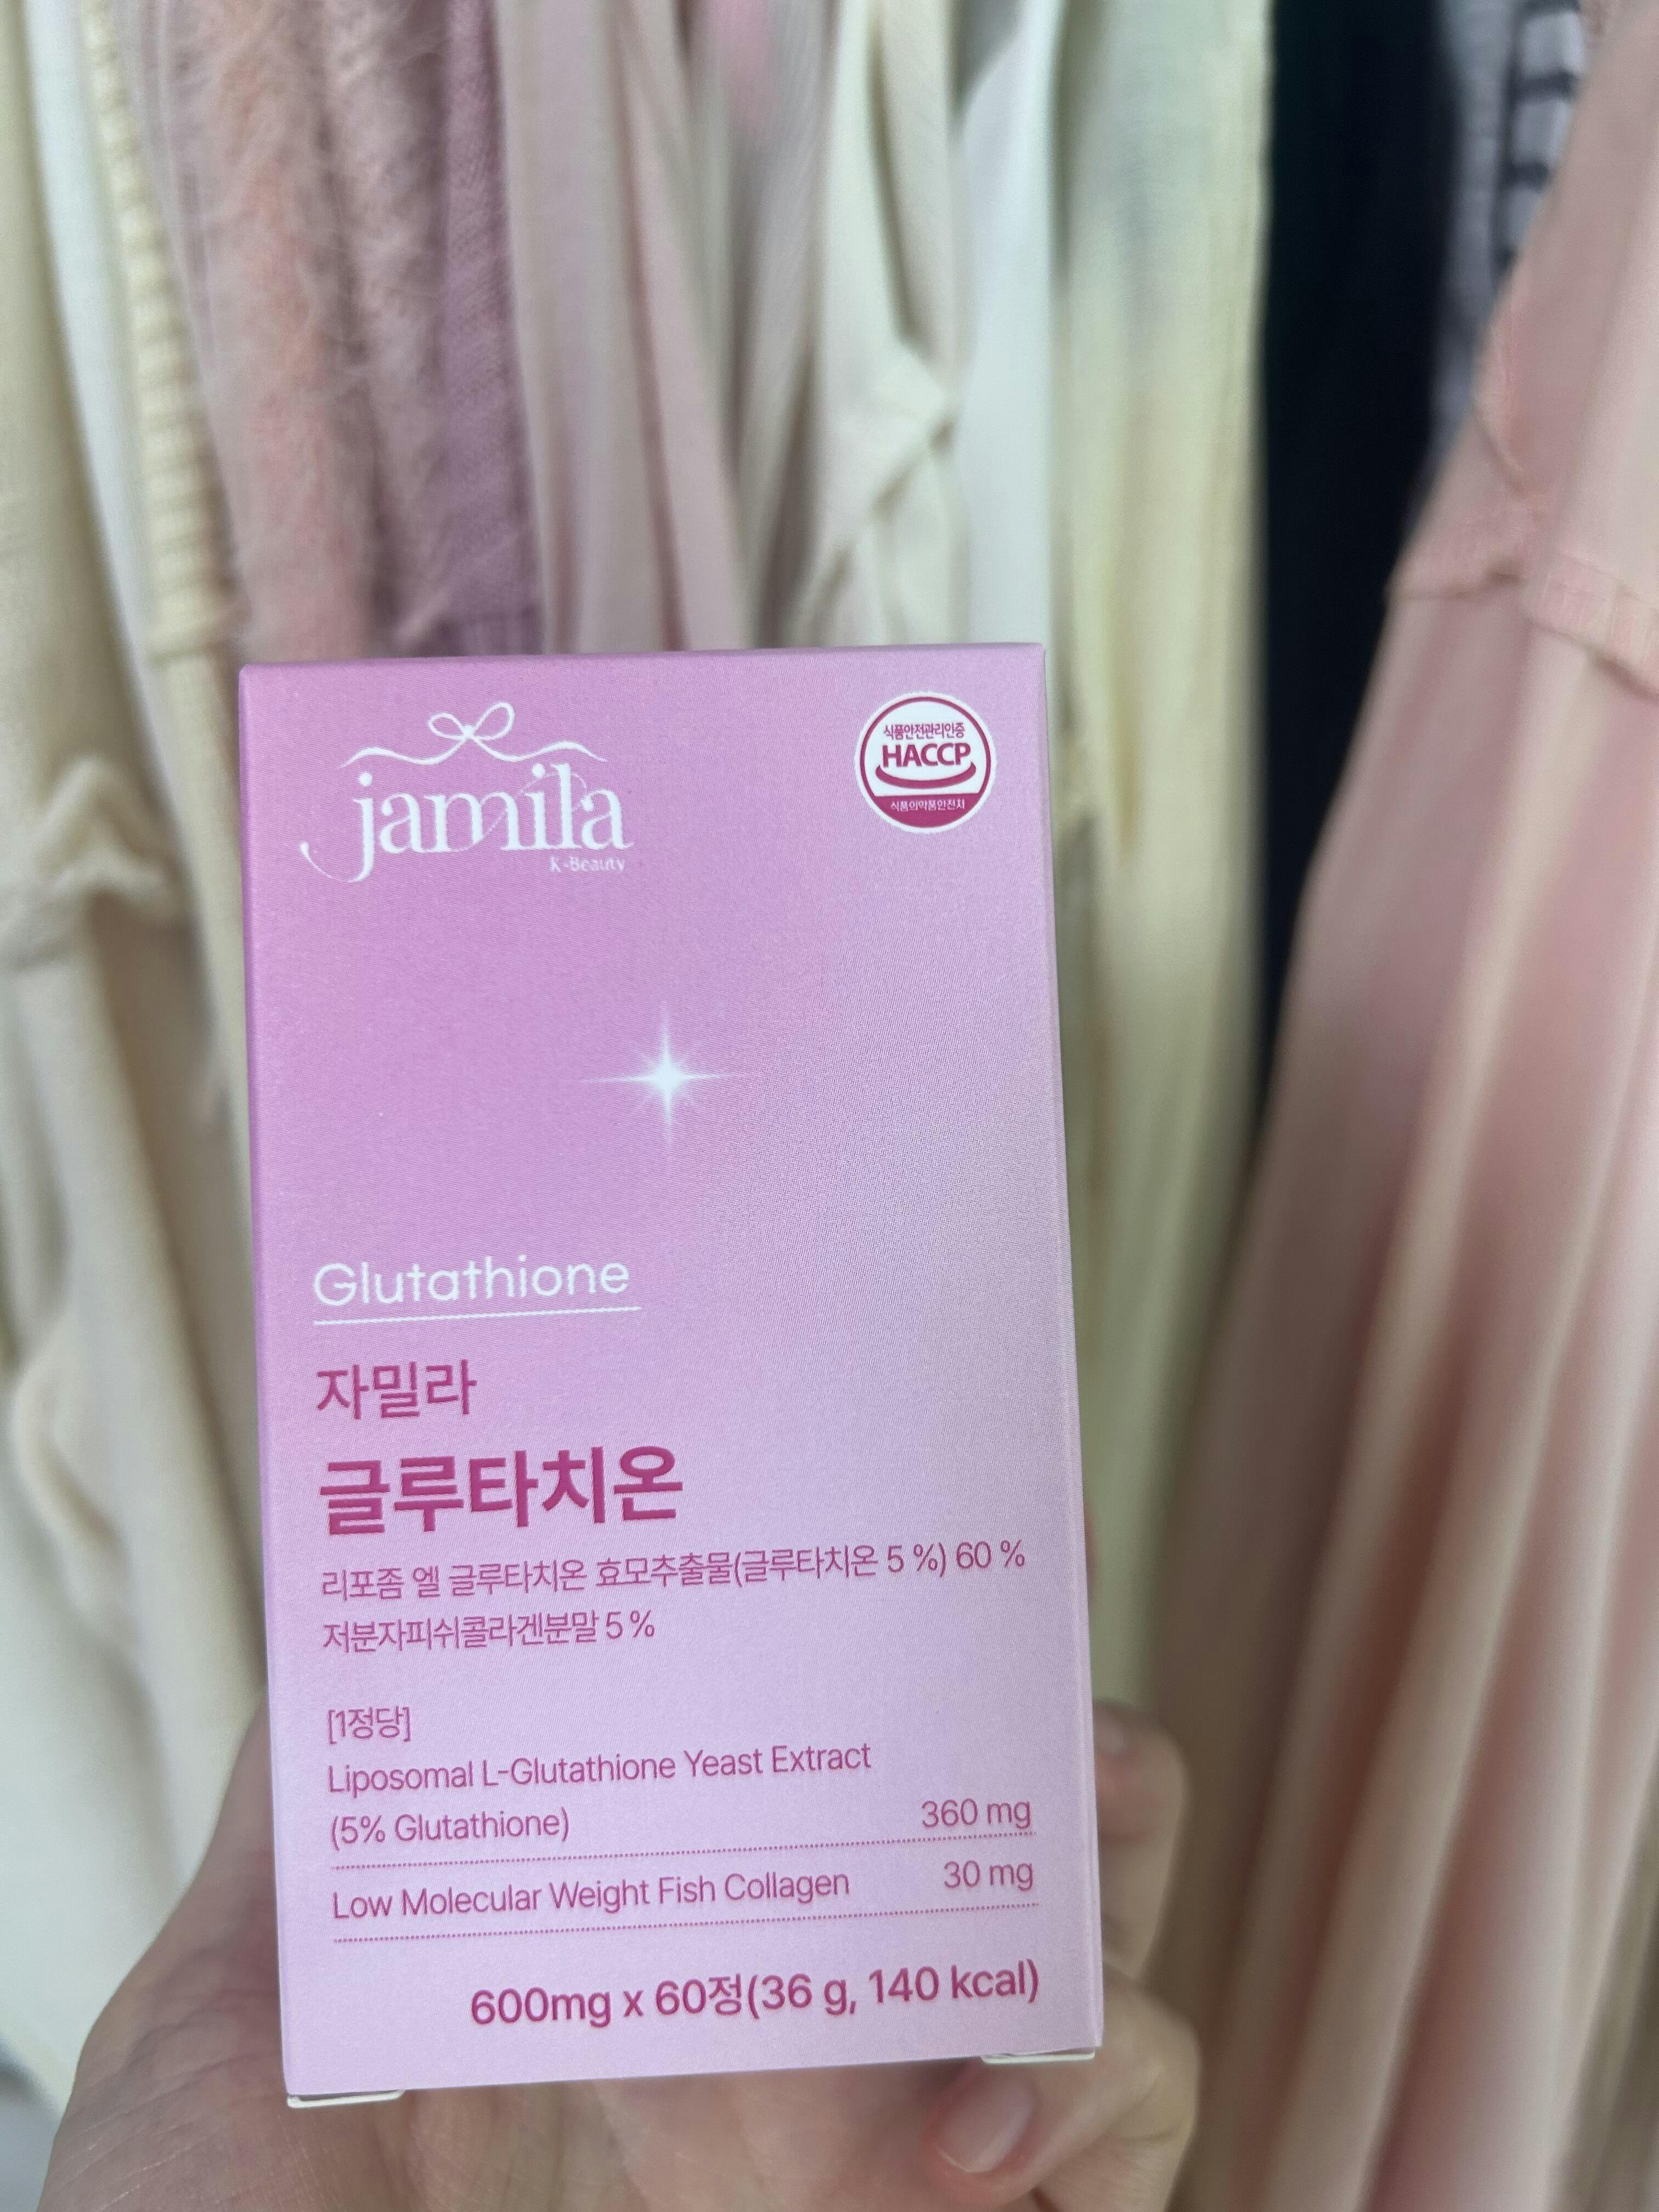 jamila
K-Beauty
식품안전관리인증
HACCP
식품의약품안전처
Glutathione
자밀라
글루타치온
리포좀 엘 글루타치온 효모추출물(글루타치온 5 %) 60 %
저분자피쉬콜라겐분말 5 %
[1정당]
Liposomal L-Glutathione Yeast Extract
(5% Glutathione) 360 mg
Low Molecular Weight Fish Collagen 30 mg
600mg x 60정(36 g, 140 kcal)